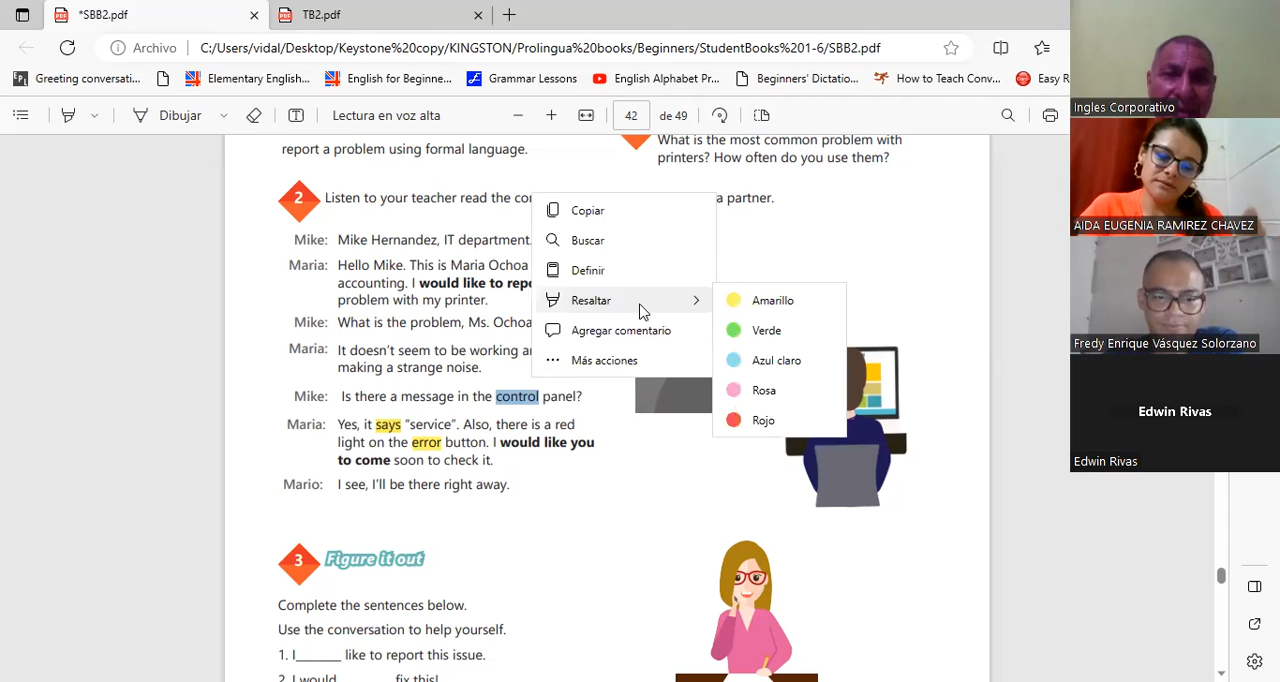 *SBB2.pdf
TB2.pdf
Archivo
C:/Users/vidal/Desktop/Keystone%20copy/KINGSTON/Prolingua%20books/Beginners/StudentBooks%201-6/SBB2.pdf
Greeting conversati...
Elementary English...
English for Beginne...
Grammar Lessons
English Alphabet Pr...
Beginners' Dictatio...
How to Teach Conv...
Easy R
Dibujar
Lectura en voz alta
42
de 49
report a problem using formal language.
What is the most common problem with
printers? How often do you use them?
2
Listen to your teacher read the co
a partner.
Mike: Mike Hernandez, IT department.
Maria: Hello Mike. This is Maria Ochoa
accounting. I would like to repo
problem with my printer.
Mike: What is the problem, Ms. Ochoa
Maria: It doesn't seem to be working a
making a strange noise.
Mike: Is there a message in the control panel?
Maria: Yes, it says "service". Also, there is a red
light on the error button. I would like you
to come soon to check it.
Mario: I see, I'll be there right away.
Copiar
Buscar
Definir
Resaltar
Agregar comentario
Más acciones
Amarillo
Verde
Azul claro
Rosa
Rojo
3
Figure it out
Complete the sentences below.
Use the conversation to help yourself.
1. I_______ like to report this issue.
2. I would ________ fix this!
Ingles Corporativo
AIDA EUGENIA RAMIREZ CHAVEZ
Fredy Enrique Vásquez Solorzano
Edwin Rivas
Edwin Rivas